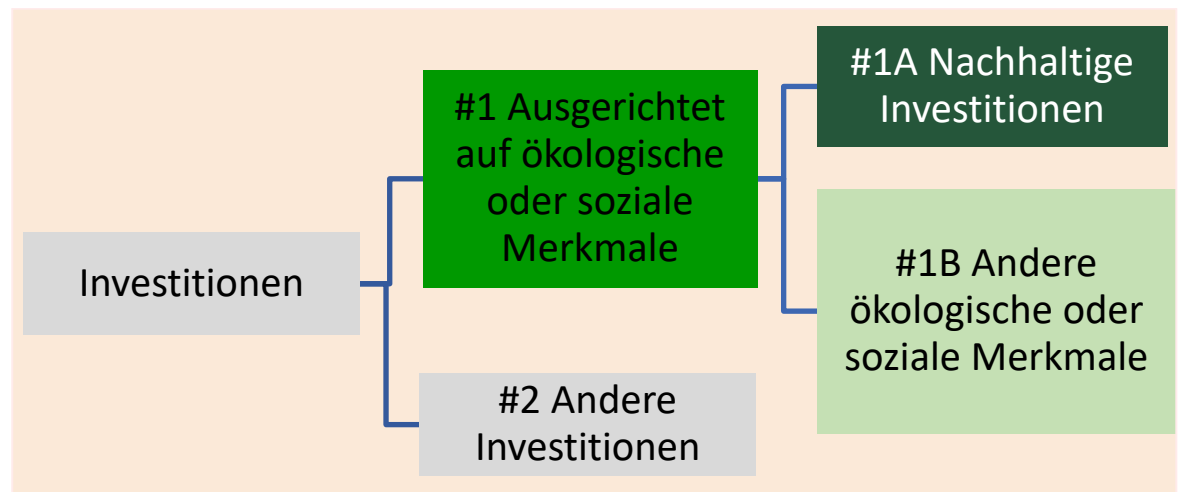 Investitionen
#1 Ausgerichtet
auf ökologische
oder soziale
Merkmale
#2 Andere
Investitionen
#1A Nachhaltige
Investitionen
#1B Andere
ökologische oder
soziale Merkmale